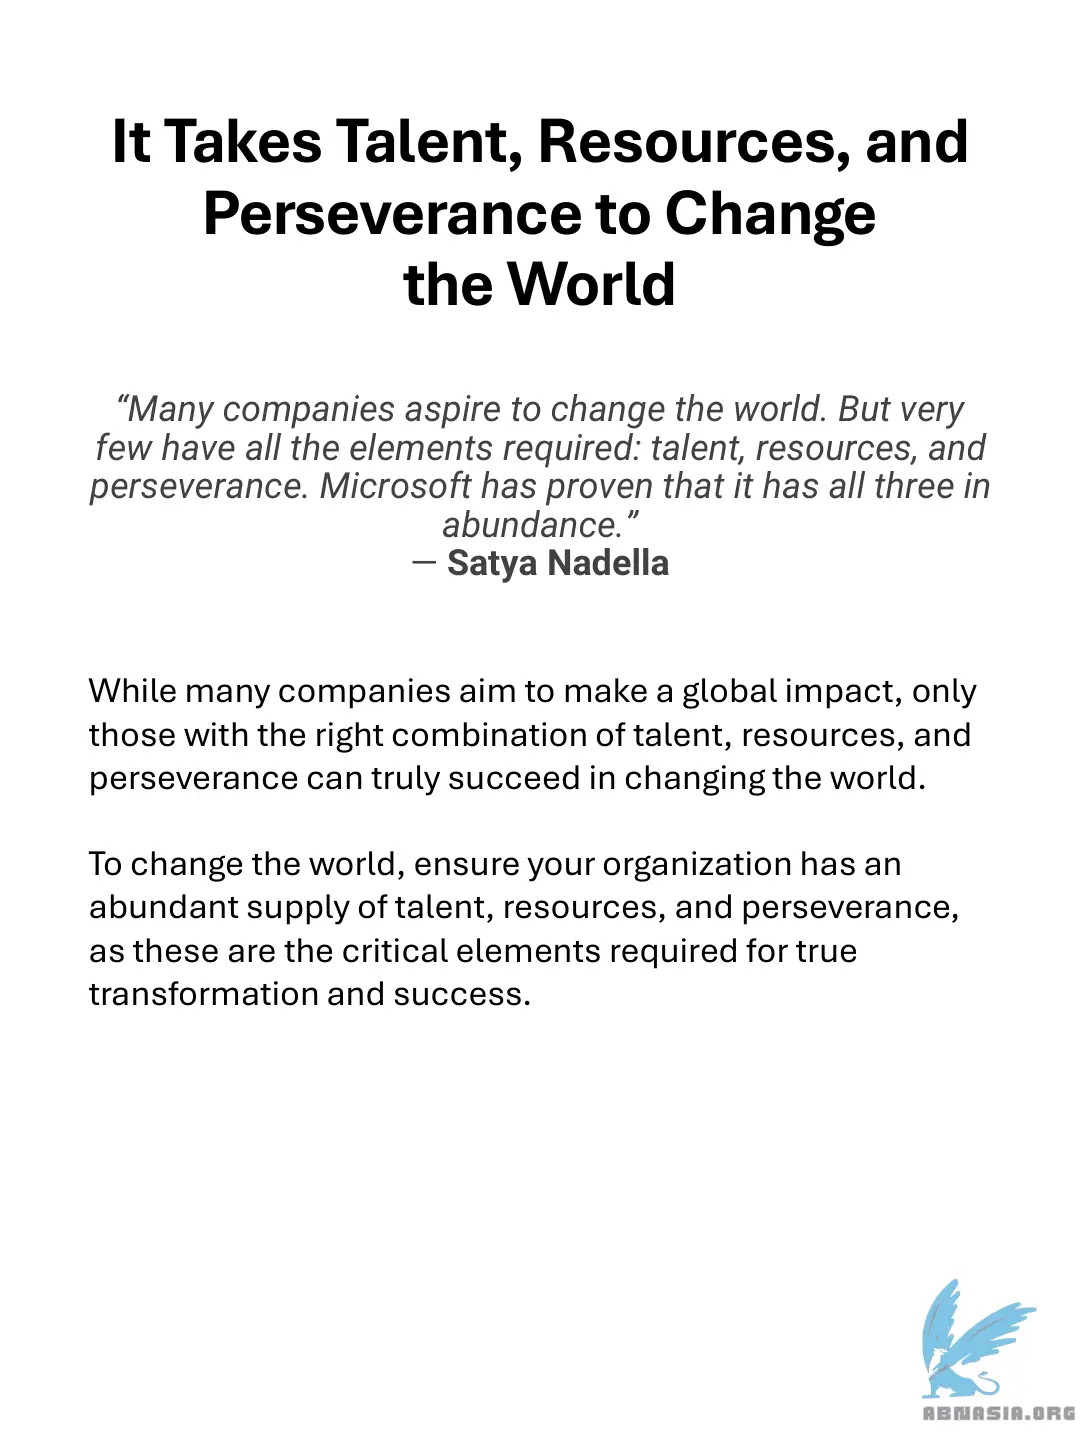 It Takes Talent, Resources, and
Perseverance to Change
the World
“Many companies aspire to change the world. But very
few have all the elements required: talent, resources, and
perseverance. Microsoft has proven that it has all three in
abundance.”
— Satya Nadella
While many companies aim to make a global impact, only
those with the right combination of talent, resources, and
perseverance can truly succeed in changing the world.
To change the world, ensure your organization has an
abundant supply of talent, resources, and perseverance,
as these are the critical elements required for true
transformation and success.
ABNASIA.ORG